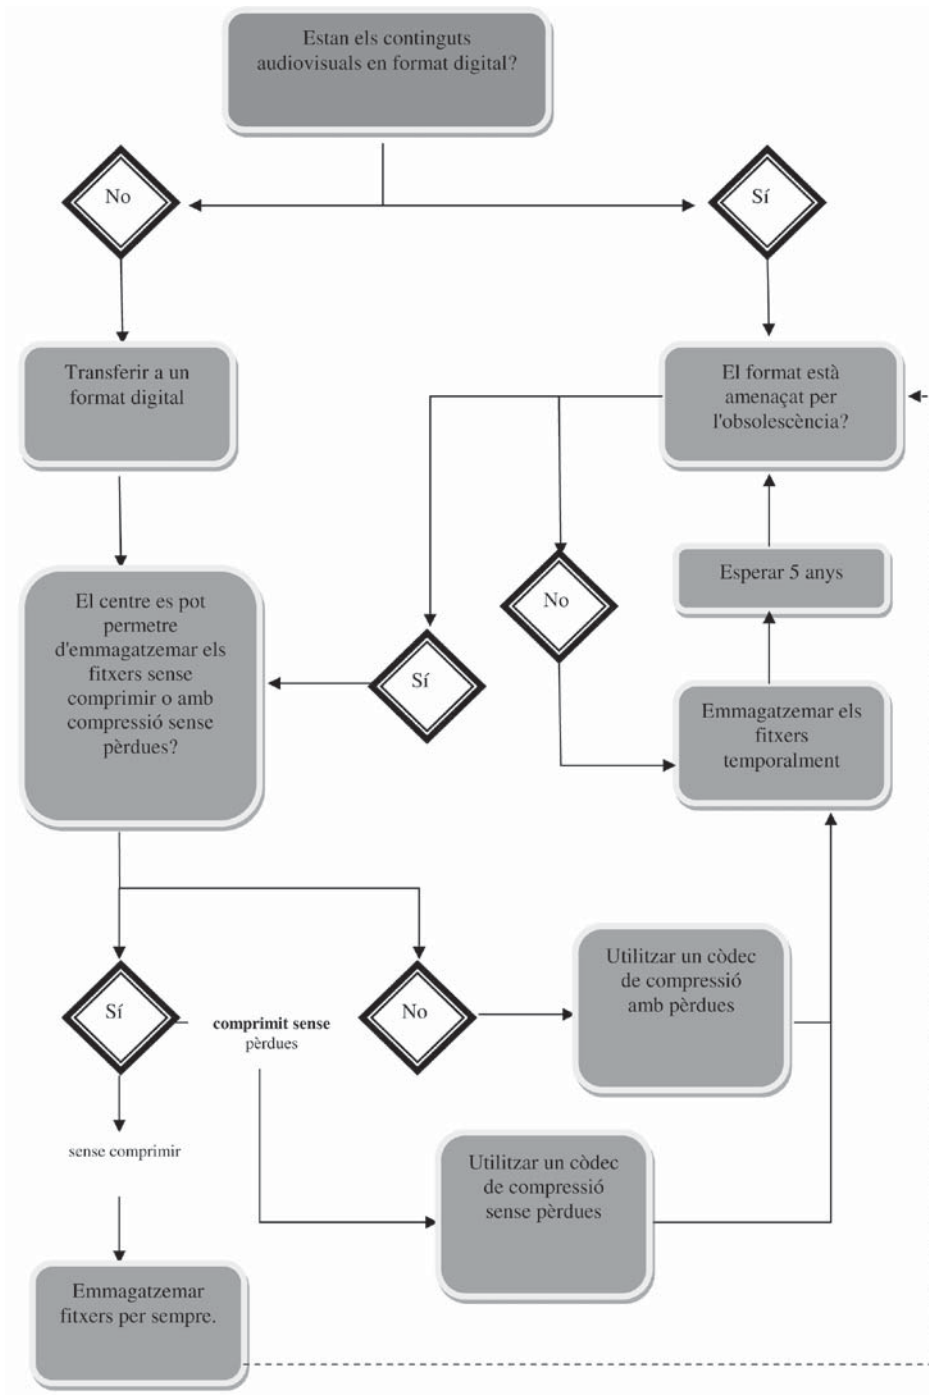 Estan els continguts
audiovisuals en format digital?
No
Sí
Transferir a un
format digital
El format està
amenaçat per
l'obsolescència?
El centre es pot
permetre
d'emmagatzemar els
fitxers sense
comprimir o amb
compressió sense
pèrdues?
No
Esperar 5 anys
Sí
Emmagatzemar els
fitxers
temporalment
Sí
comprimit sense
pèrdues
No
Utilitzar un còdec
de compressió
amb pèrdues
sense comprimir
Utilitzar un còdec
de compressió
sense pèrdues
Emmagatzemar
fitxers per sempre.